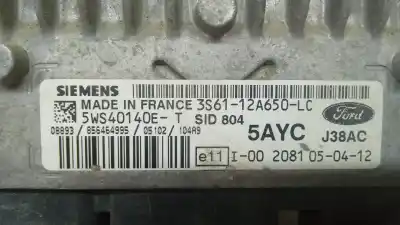 SIEMENS
MADE IN FRANCE 3S61-12A650-LC
5WS40140E-T SID 804
08893/ 856464995 /05102/ 104A9
5AYC J38AC
Ford
e11 I-00 2081 05-04-12